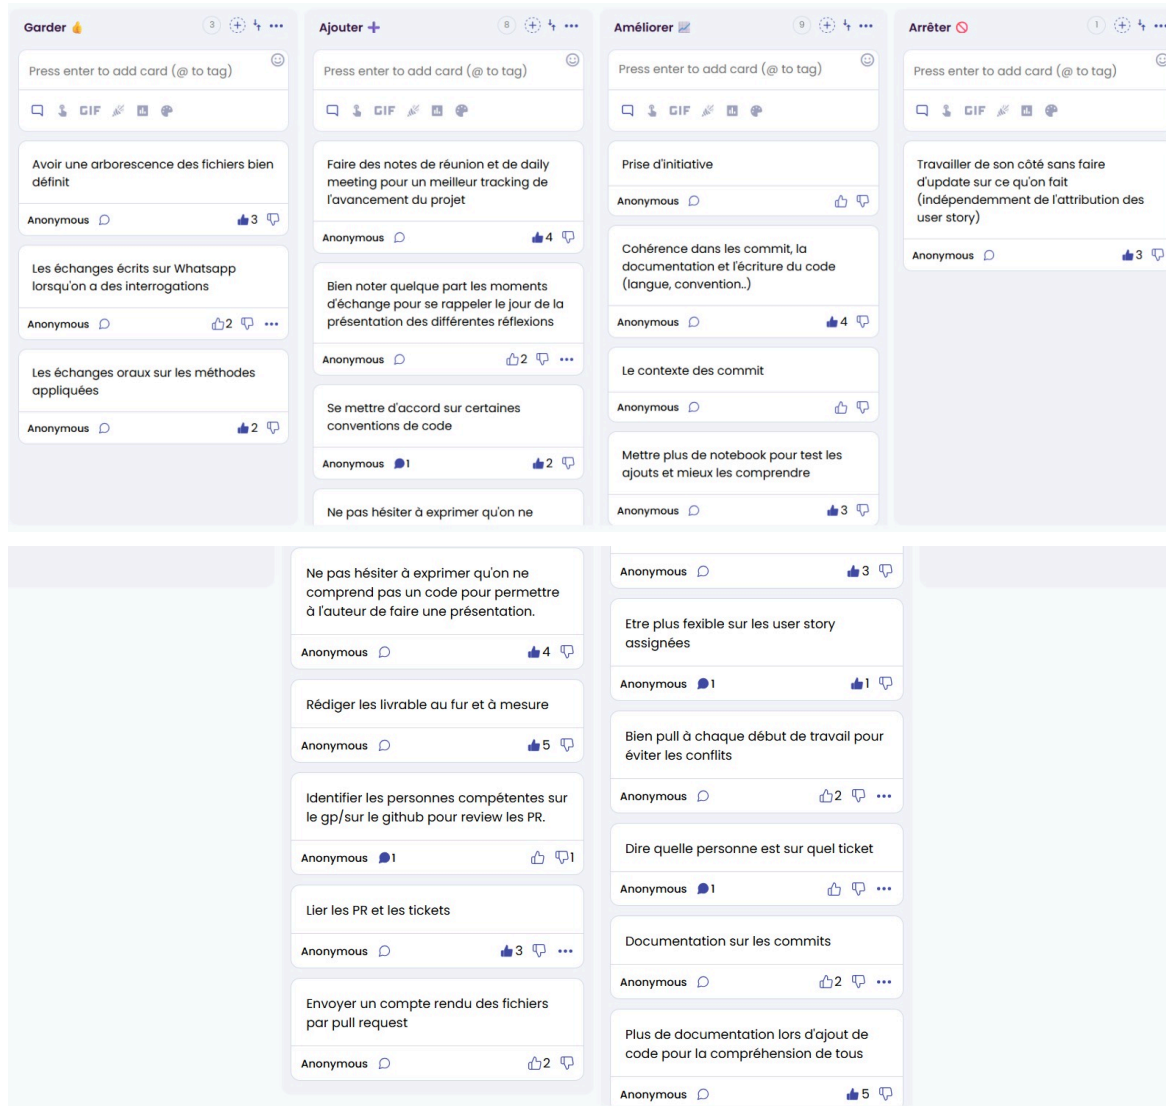 Garder 👍
3
Press enter to add card (@ to tag)
GIF
Avoir une arborescence des fichiers bien
définit
Anonymous 3
Les échanges écrits sur Whatsapp
lorsqu'on a des interrogations
Anonymous 2
Les échanges oraux sur les méthodes
appliquées
Anonymous 2
Ajouter ➕
8
Press enter to add card (@ to tag)
GIF
Faire des notes de réunion et de daily
meeting pour un meilleur tracking de
l'avancement du projet
Anonymous 4
Bien noter quelque part les moments
d'échange pour se rappeler le jour de la
présentation des différentes réflexions
Anonymous 2
Se mettre d'accord sur certaines
conventions de code
Anonymous 1 2
Ne pas hésiter à exprimer qu'on ne
Améliorer 📈
9
Press enter to add card (@ to tag)
GIF
Prise d'initiative
Anonymous
Cohérence dans les commit, la
documentation et l'écriture du code
(langue, convention..)
Anonymous 4
Le contexte des commit
Anonymous
Mettre plus de notebook pour test les
ajouts et mieux les comprendre
Anonymous 3
Arrêter 🚫
1
Press enter to add card (@ to tag)
GIF
Travailler de son côté sans faire
d'update sur ce qu'on fait
(indépendemment de l'attribution des
user story)
Anonymous 3
Ne pas hésiter à exprimer qu'on ne
comprend pas un code pour permettre
à l'auteur de faire une présentation.
Anonymous 4
Rédiger les livrable au fur et à mesure
Anonymous 5
Identifier les personnes compétentes sur
le gp/sur le github pour review les PR.
Anonymous 1 1
Lier les PR et les tickets
Anonymous 3
Envoyer un compte rendu des fichiers
par pull request
Anonymous 2
Anonymous 3
Etre plus fexible sur les user story
assignées
Anonymous 1 1
Bien pull à chaque début de travail pour
éviter les conflits
Anonymous 2
Dire quelle personne est sur quel ticket
Anonymous 1
Documentation sur les commits
Anonymous 2
Plus de documentation lors d'ajout de
code pour la compréhension de tous
Anonymous 5